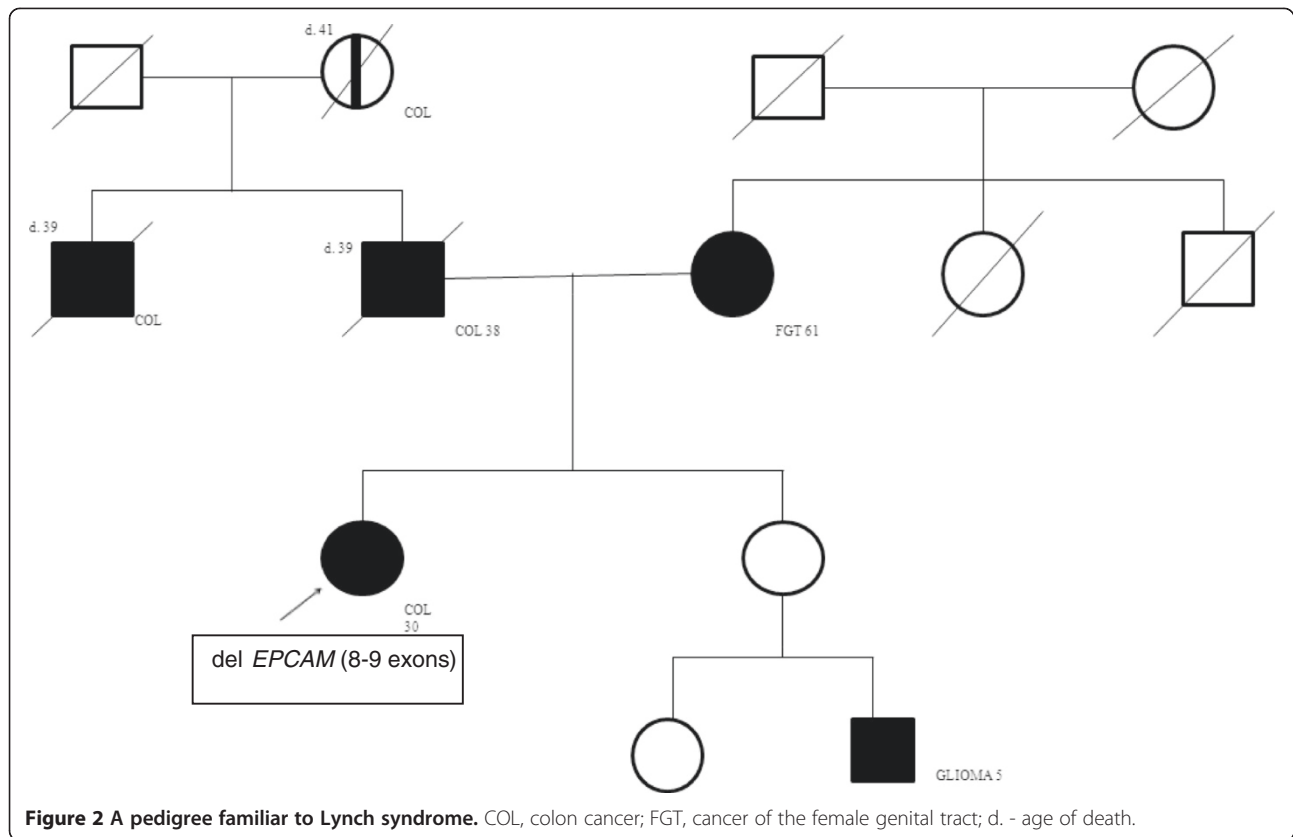 d. 41
COL
d. 39
COL
d. 39
COL 38
FGT 61
COL
30
del EPCAM (8-9 exons)
GLIOMA 5
Figure 2 A pedigree familiar to Lynch syndrome. COL, colon cancer; FGT, cancer of the female genital tract; d. - age of death.